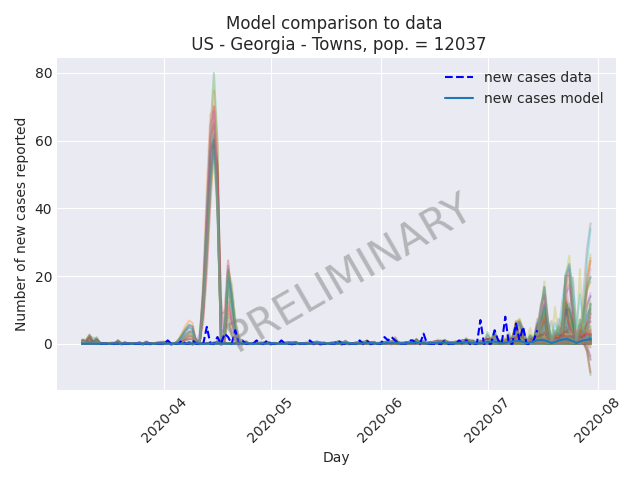 Model comparison to data
US - Georgia - Towns, pop. = 12037
new cases data
new cases model
Number of new cases reported
80
60
40
20
0
PRELIMINARY
2020-04
2020-05
2020-06
2020-07
2020-08
Day